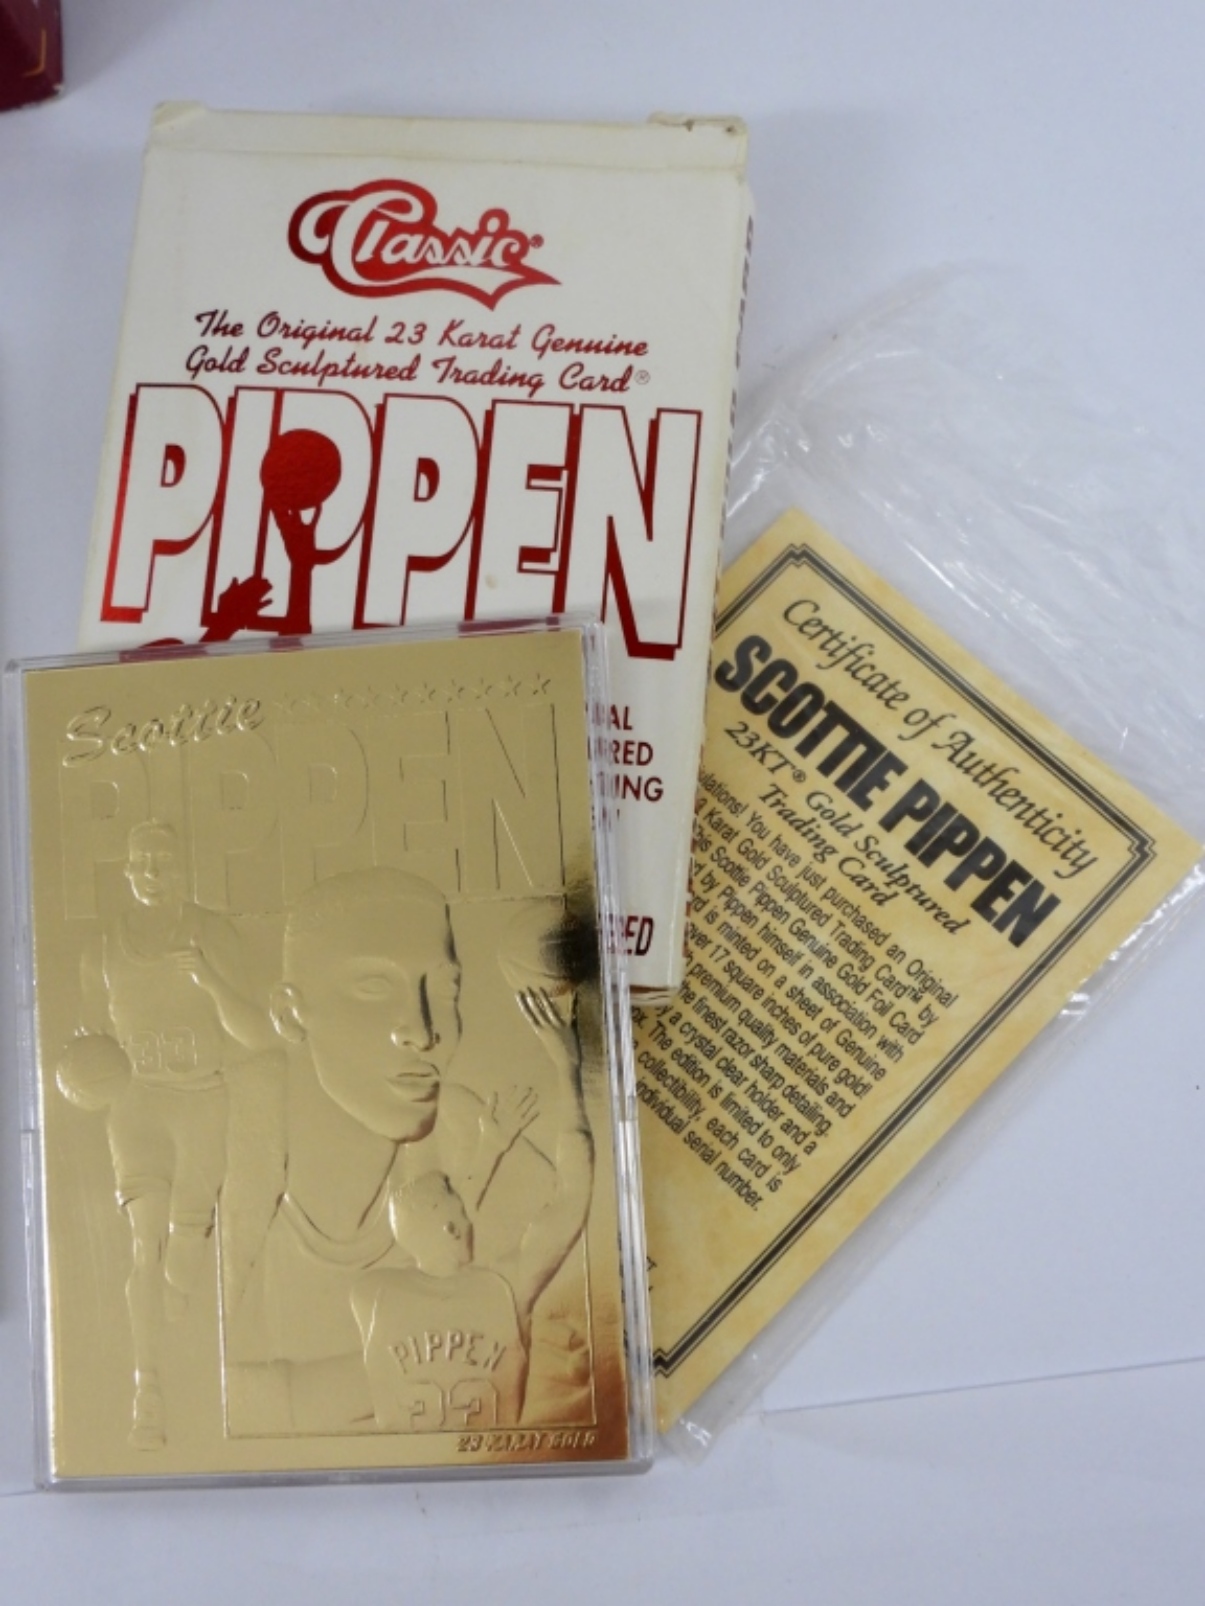 Classic®
The Original 23 Karat Genuine
Gold Sculptured Trading Card®
PIPPEN
Scottie
PIPPEN
PIPPEN
33
33
23 KARAT GOLD
Certificate of Authenticity
SCOTTIE PIPPEN
23KT® Gold Sculptured
Trading Card
You have just purchased an Original
Karat Gold Sculptured Trading Card™ by
Scottie Pippen Genuine Gold Foil Card
by Pippen himself in association with
is minted on a sheet of Genuine
over 17 square inches of pure gold!
premium quality materials and
the finest razor sharp detailing.
a crystal clear holder and a
The edition is limited to only
collectibility, each card is
individual serial number.